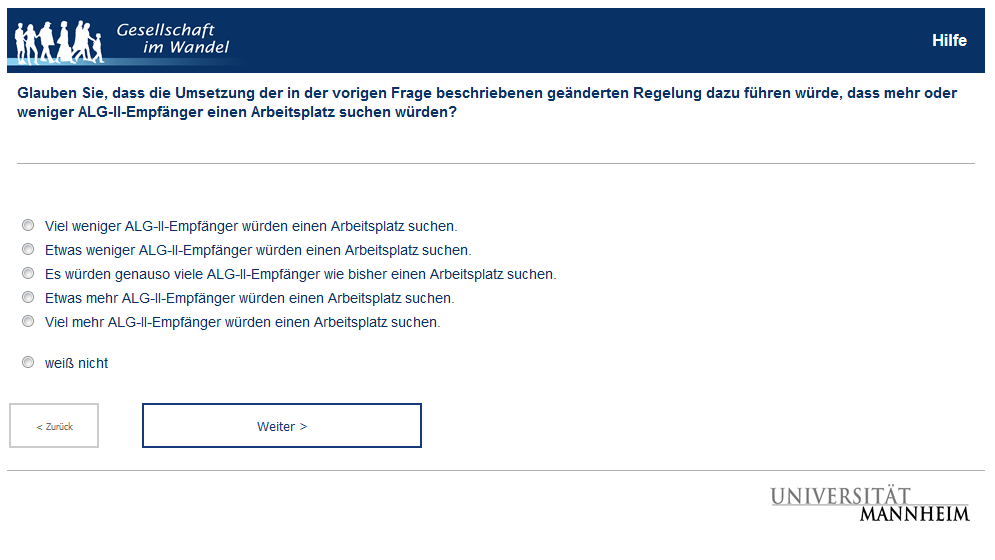 Gesellschaft
im Wandel
Hilfe
Glauben Sie, dass die Umsetzung der in der vorigen Frage beschriebenen geänderten Regelung dazu führen würde, dass mehr oder
weniger ALG-II-Empfänger einen Arbeitsplatz suchen würden?
Viel weniger ALG-II-Empfänger würden einen Arbeitsplatz suchen.
Etwas weniger ALG-II-Empfänger würden einen Arbeitsplatz suchen.
Es würden genauso viele ALG-II-Empfänger wie bisher einen Arbeitsplatz suchen.
Etwas mehr ALG-II-Empfänger würden einen Arbeitsplatz suchen.
Viel mehr ALG-II-Empfänger würden einen Arbeitsplatz suchen.
weiß nicht
< Zurück
Weiter >
UNIVERSITÄT
MANNHEIM